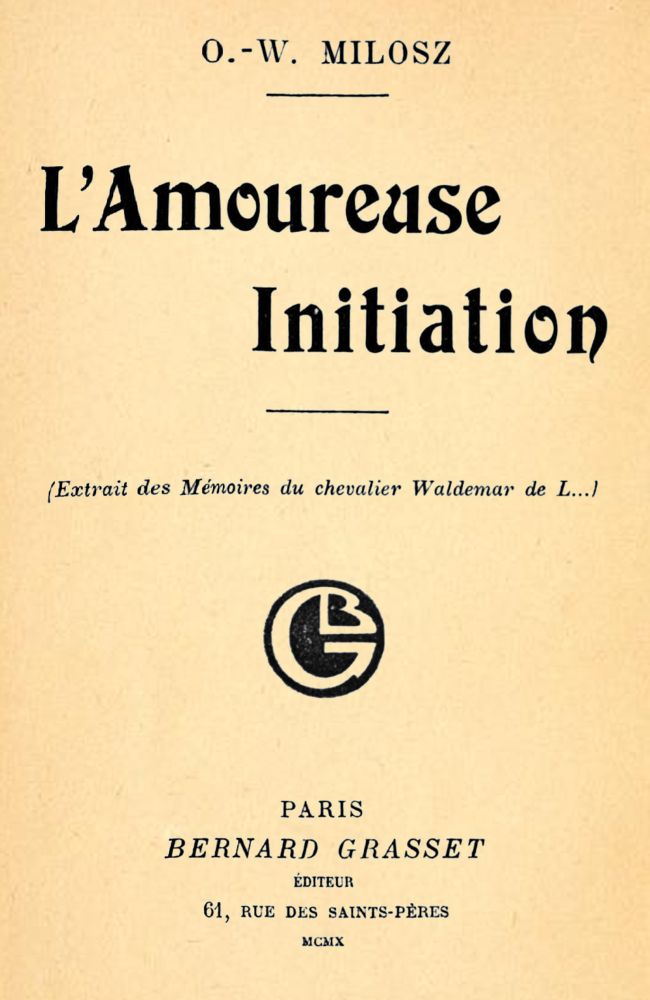 O.-W. MILOSZ
L'Amoureuse
Initiation
(Extrait des Mémoires du chevalier Waldemar de L...)
BG
PARIS
BERNARD GRASSET
ÉDITEUR
61, RUE DES SAINTS-PÈRES
MCMX